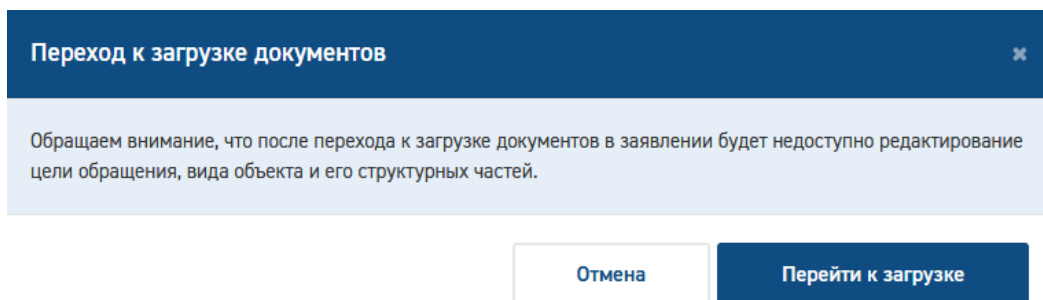 Переход к загрузке документов
Обращаем внимание, что после перехода к загрузке документов в заявлении будет недоступно редактирование
цели обращения, вида объекта и его структурных частей.
Отмена
Перейти к загрузке